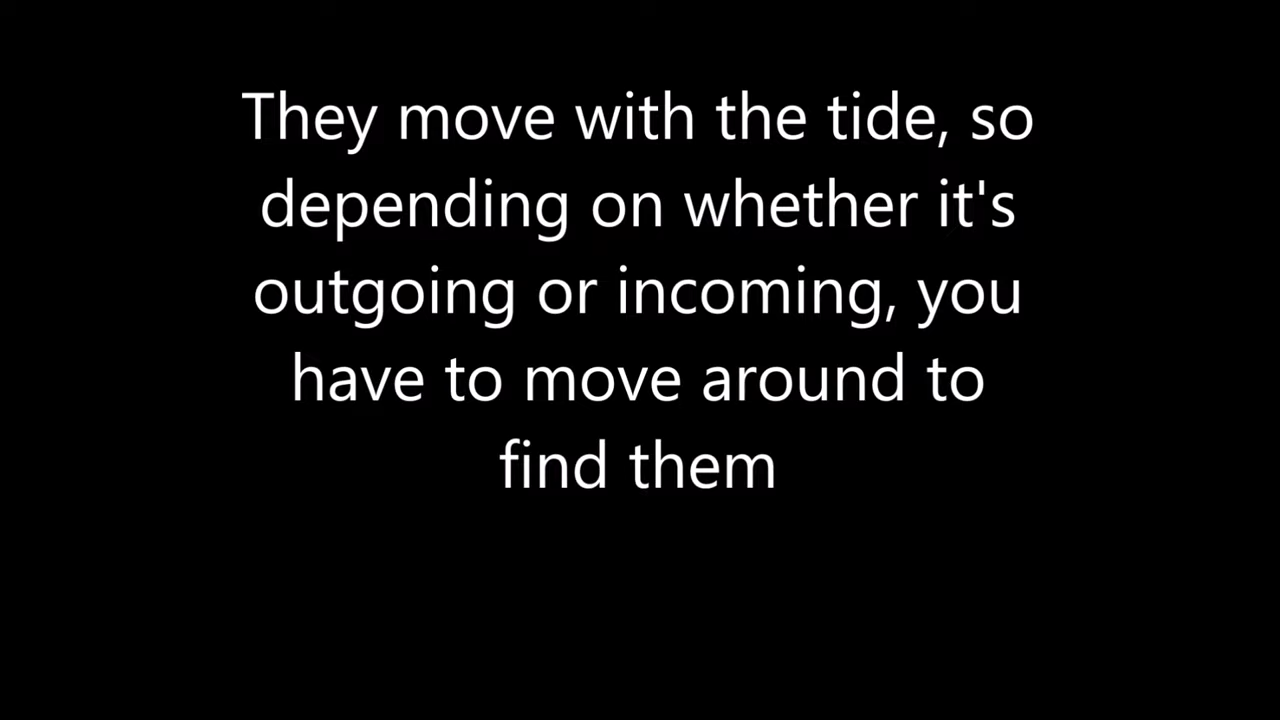 They move with the tide, so
depending on whether it's
outgoing or incoming, you
have to move around to
find them